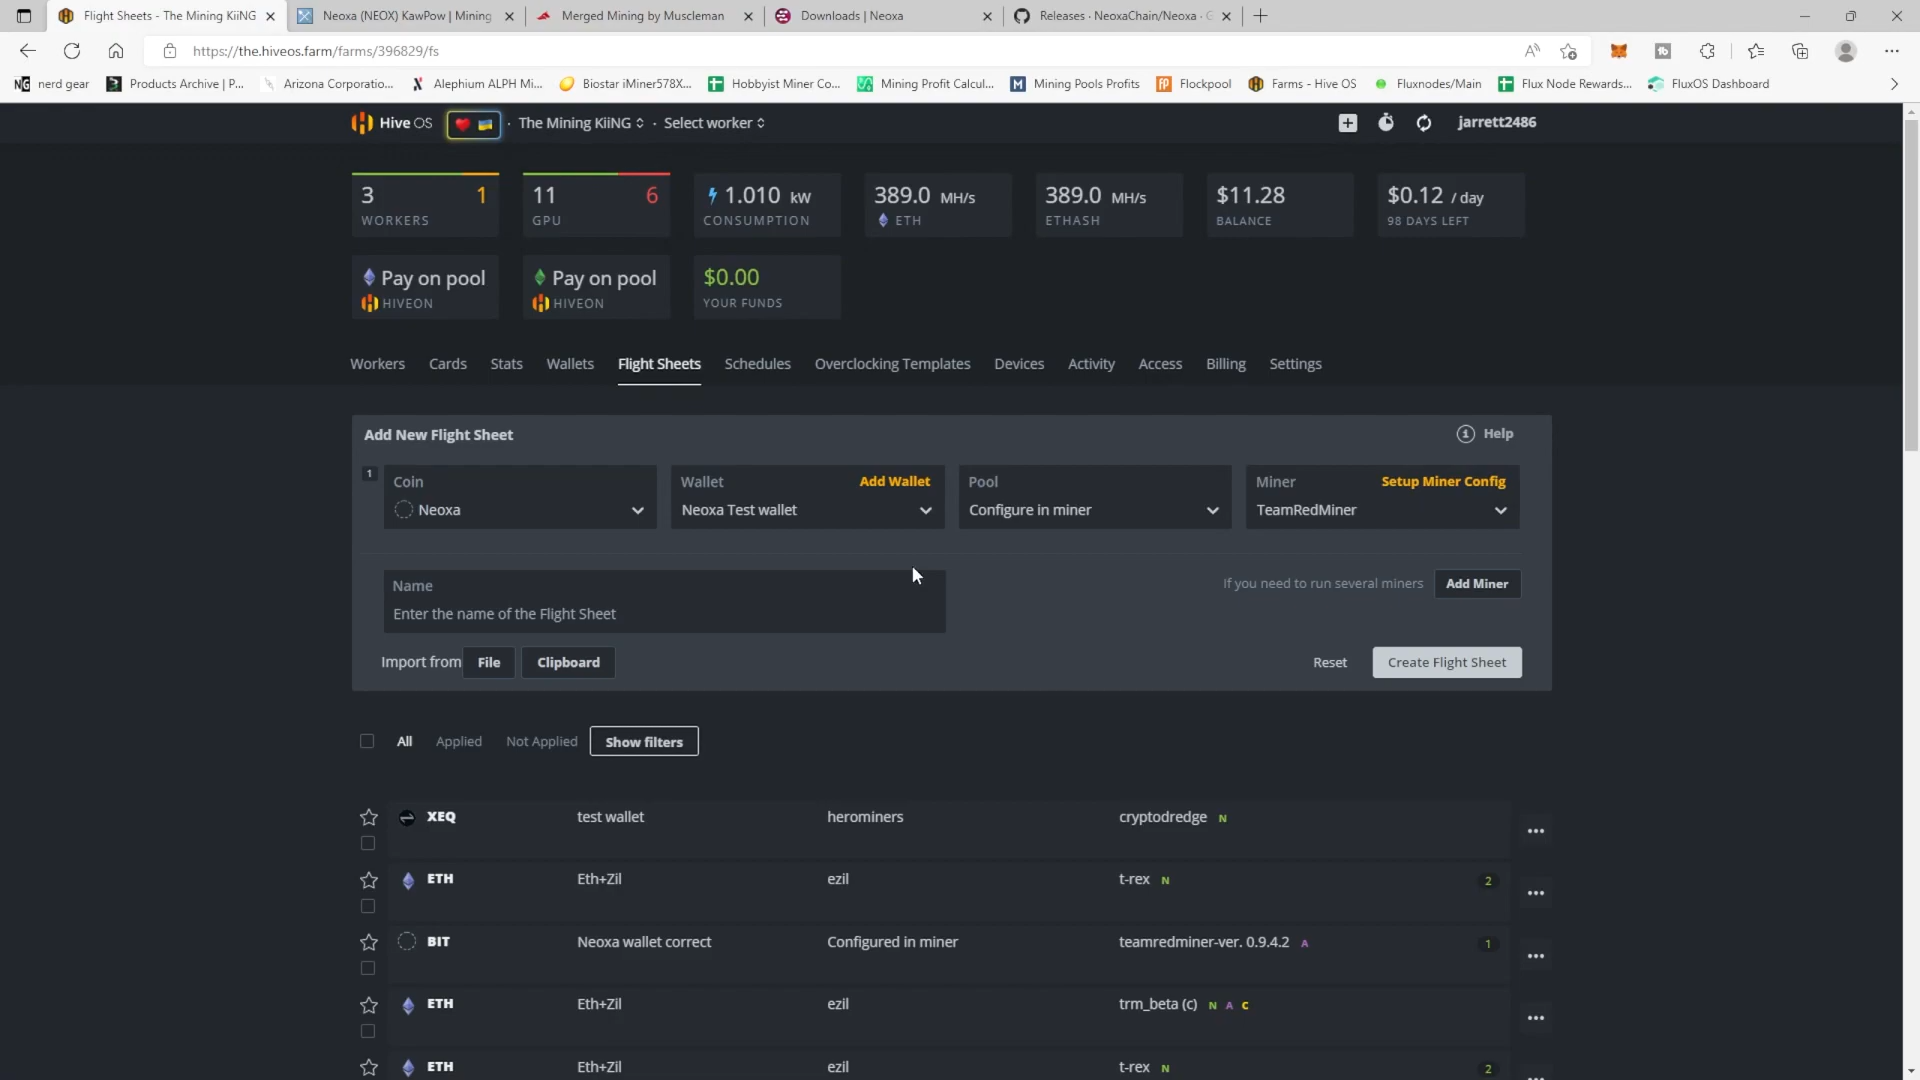 Flight Sheets - The Mining KiiNG
Neoxa (NEOX) KawPow | Mining
Merged Mining by Muscleman
Downloads | Neoxa
Releases · NeoxaChain/Neoxa · G
https://the.hiveos.farm/farms/396829/fs
NG nerd gear
Products Archive | P...
Arizona Corporatio...
Alephium ALPH Mi...
Biostar iMiner578X...
Hobbyist Miner Co...
Mining Profit Calcul...
Mining Pools Profits
Flockpool
Farms - Hive OS
Fluxnodes/Main
Flux Node Rewards...
FluxOS Dashboard
Hive OS · The Mining KiiNG · Select worker
jarrett2486
3 1
WORKERS
11 6
GPU
1.010 kW
CONSUMPTION
389.0 MH/s
ETH
389.0 MH/s
ETHASH
$11.28
BALANCE
$0.12 / day
98 DAYS LEFT
Pay on pool
HIVEON
Pay on pool
HIVEON
$0.00
YOUR FUNDS
Workers Cards Stats Wallets Flight Sheets Schedules Overclocking Templates Devices Activity Access Billing Settings
Add New Flight Sheet
Help
1
Coin
Neoxa
Wallet Add Wallet
Neoxa Test wallet
Pool
Configure in miner
Miner Setup Miner Config
TeamRedMiner
Name
Enter the name of the Flight Sheet
If you need to run several miners Add Miner
Import from File Clipboard
Reset Create Flight Sheet
All Applied Not Applied Show filters
XEQ test wallet herominers cryptodredge N
ETH Eth+Zil ezil t-rex N 2
BIT Neoxa wallet correct Configured in miner teamredminer-ver. 0.9.4.2 A 1
ETH Eth+Zil ezil trm_beta (c) N A C
ETH Eth+Zil ezil t-rex N 2